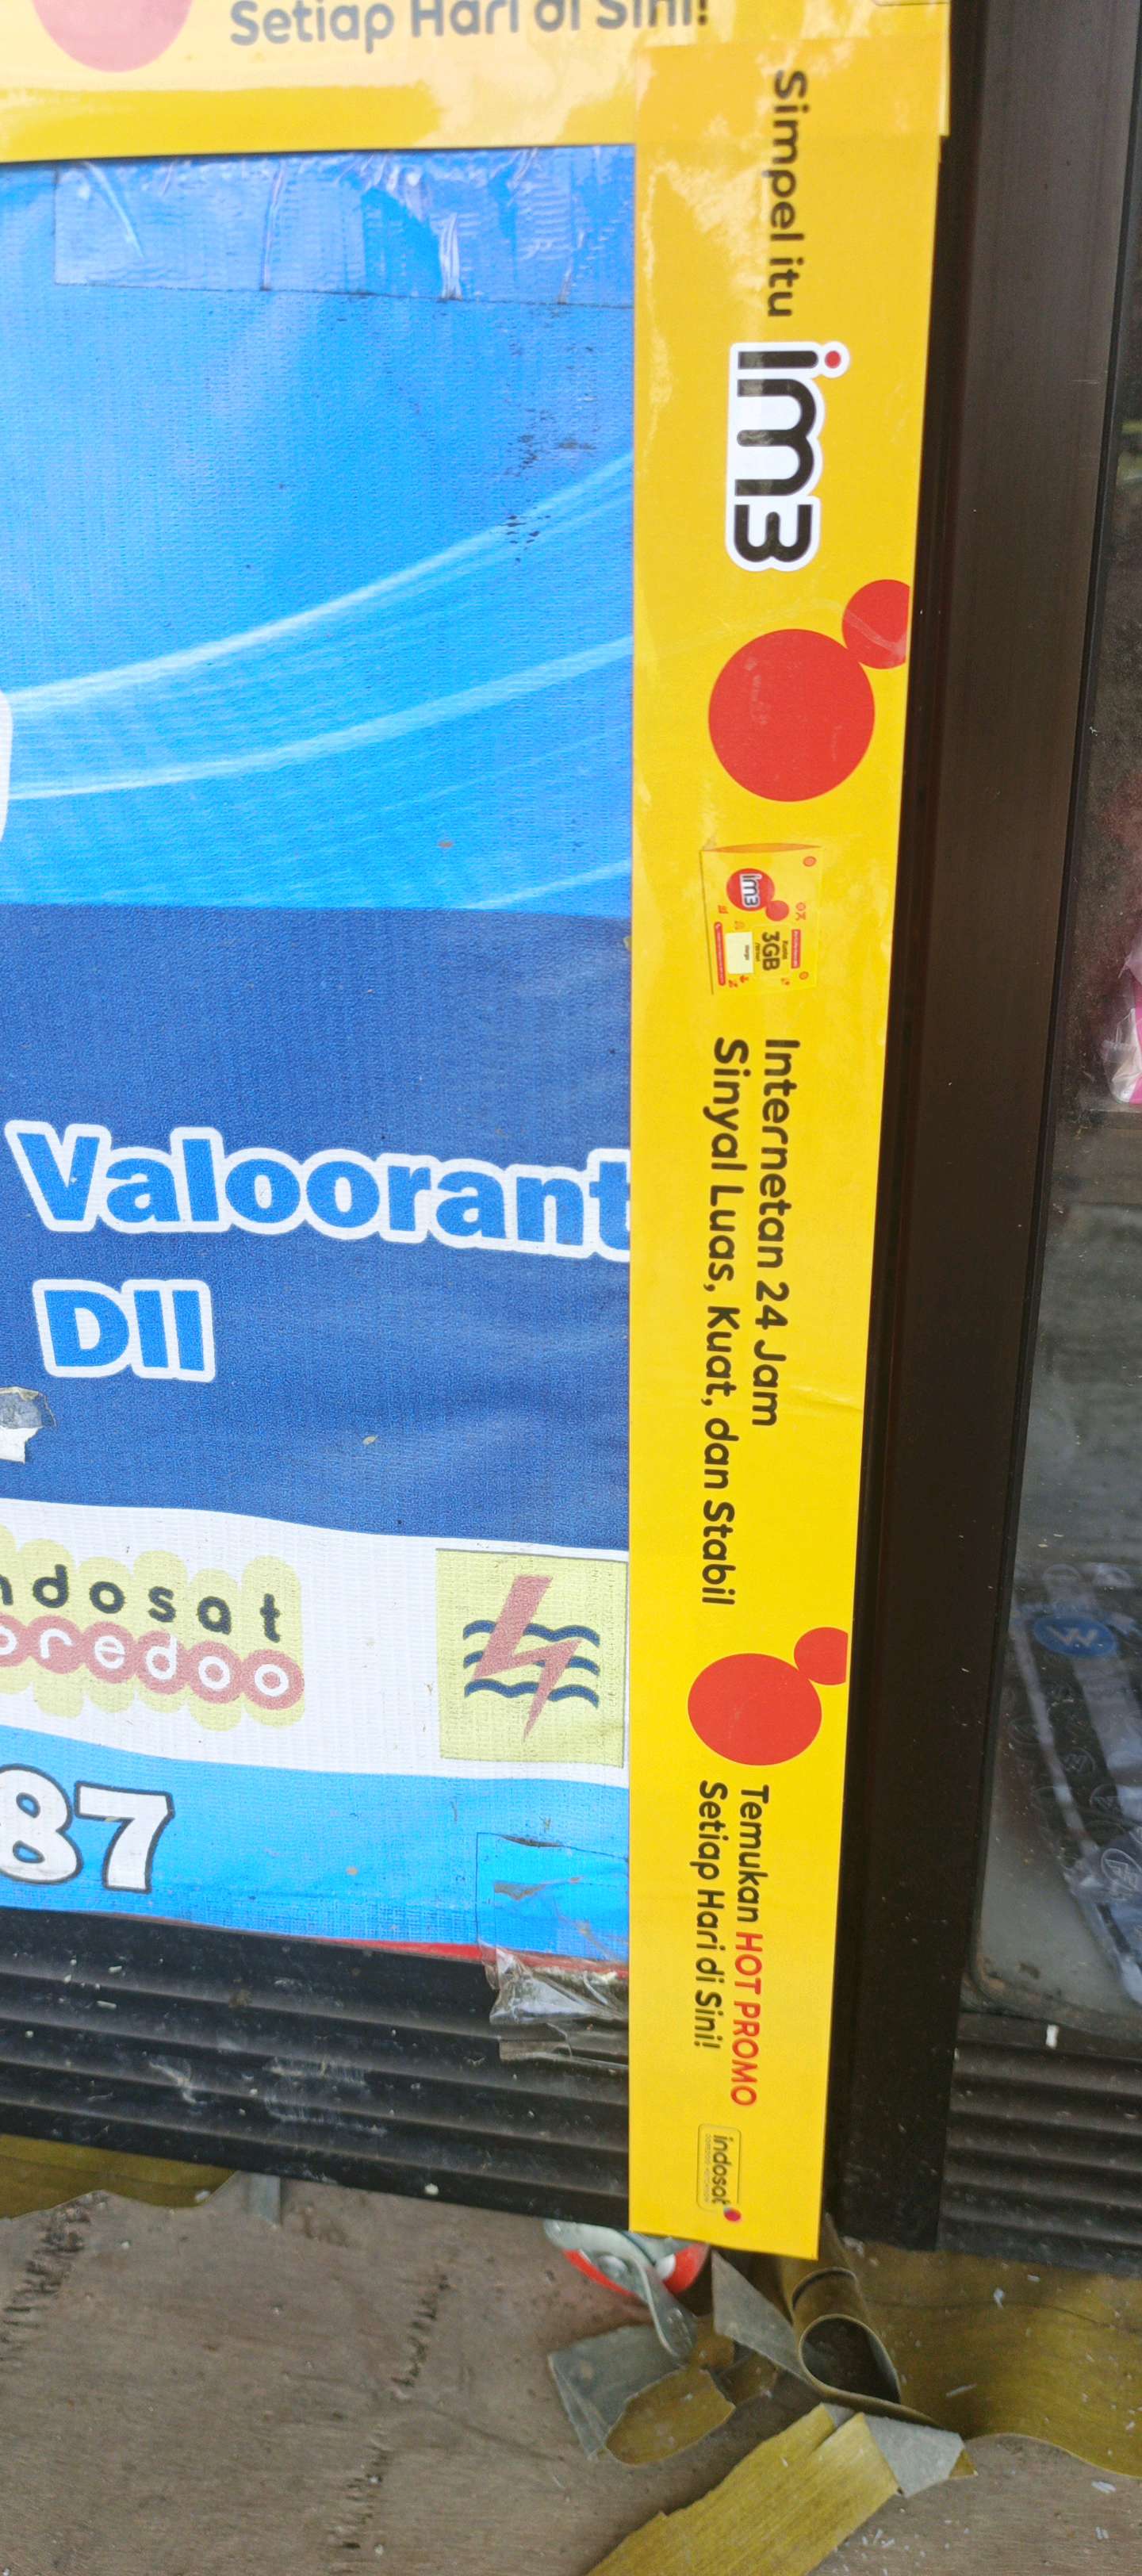 Setiap Hari di Sini!
Simpel itu
im3
im3
3GB
Internetan 24 Jam
Sinyal Luas, Kuat, dan Stabil
Temukan HOT PROMO
Setiap Hari di Sini!
indosat
Valoorant
Dll
ndosat
oredoo
87